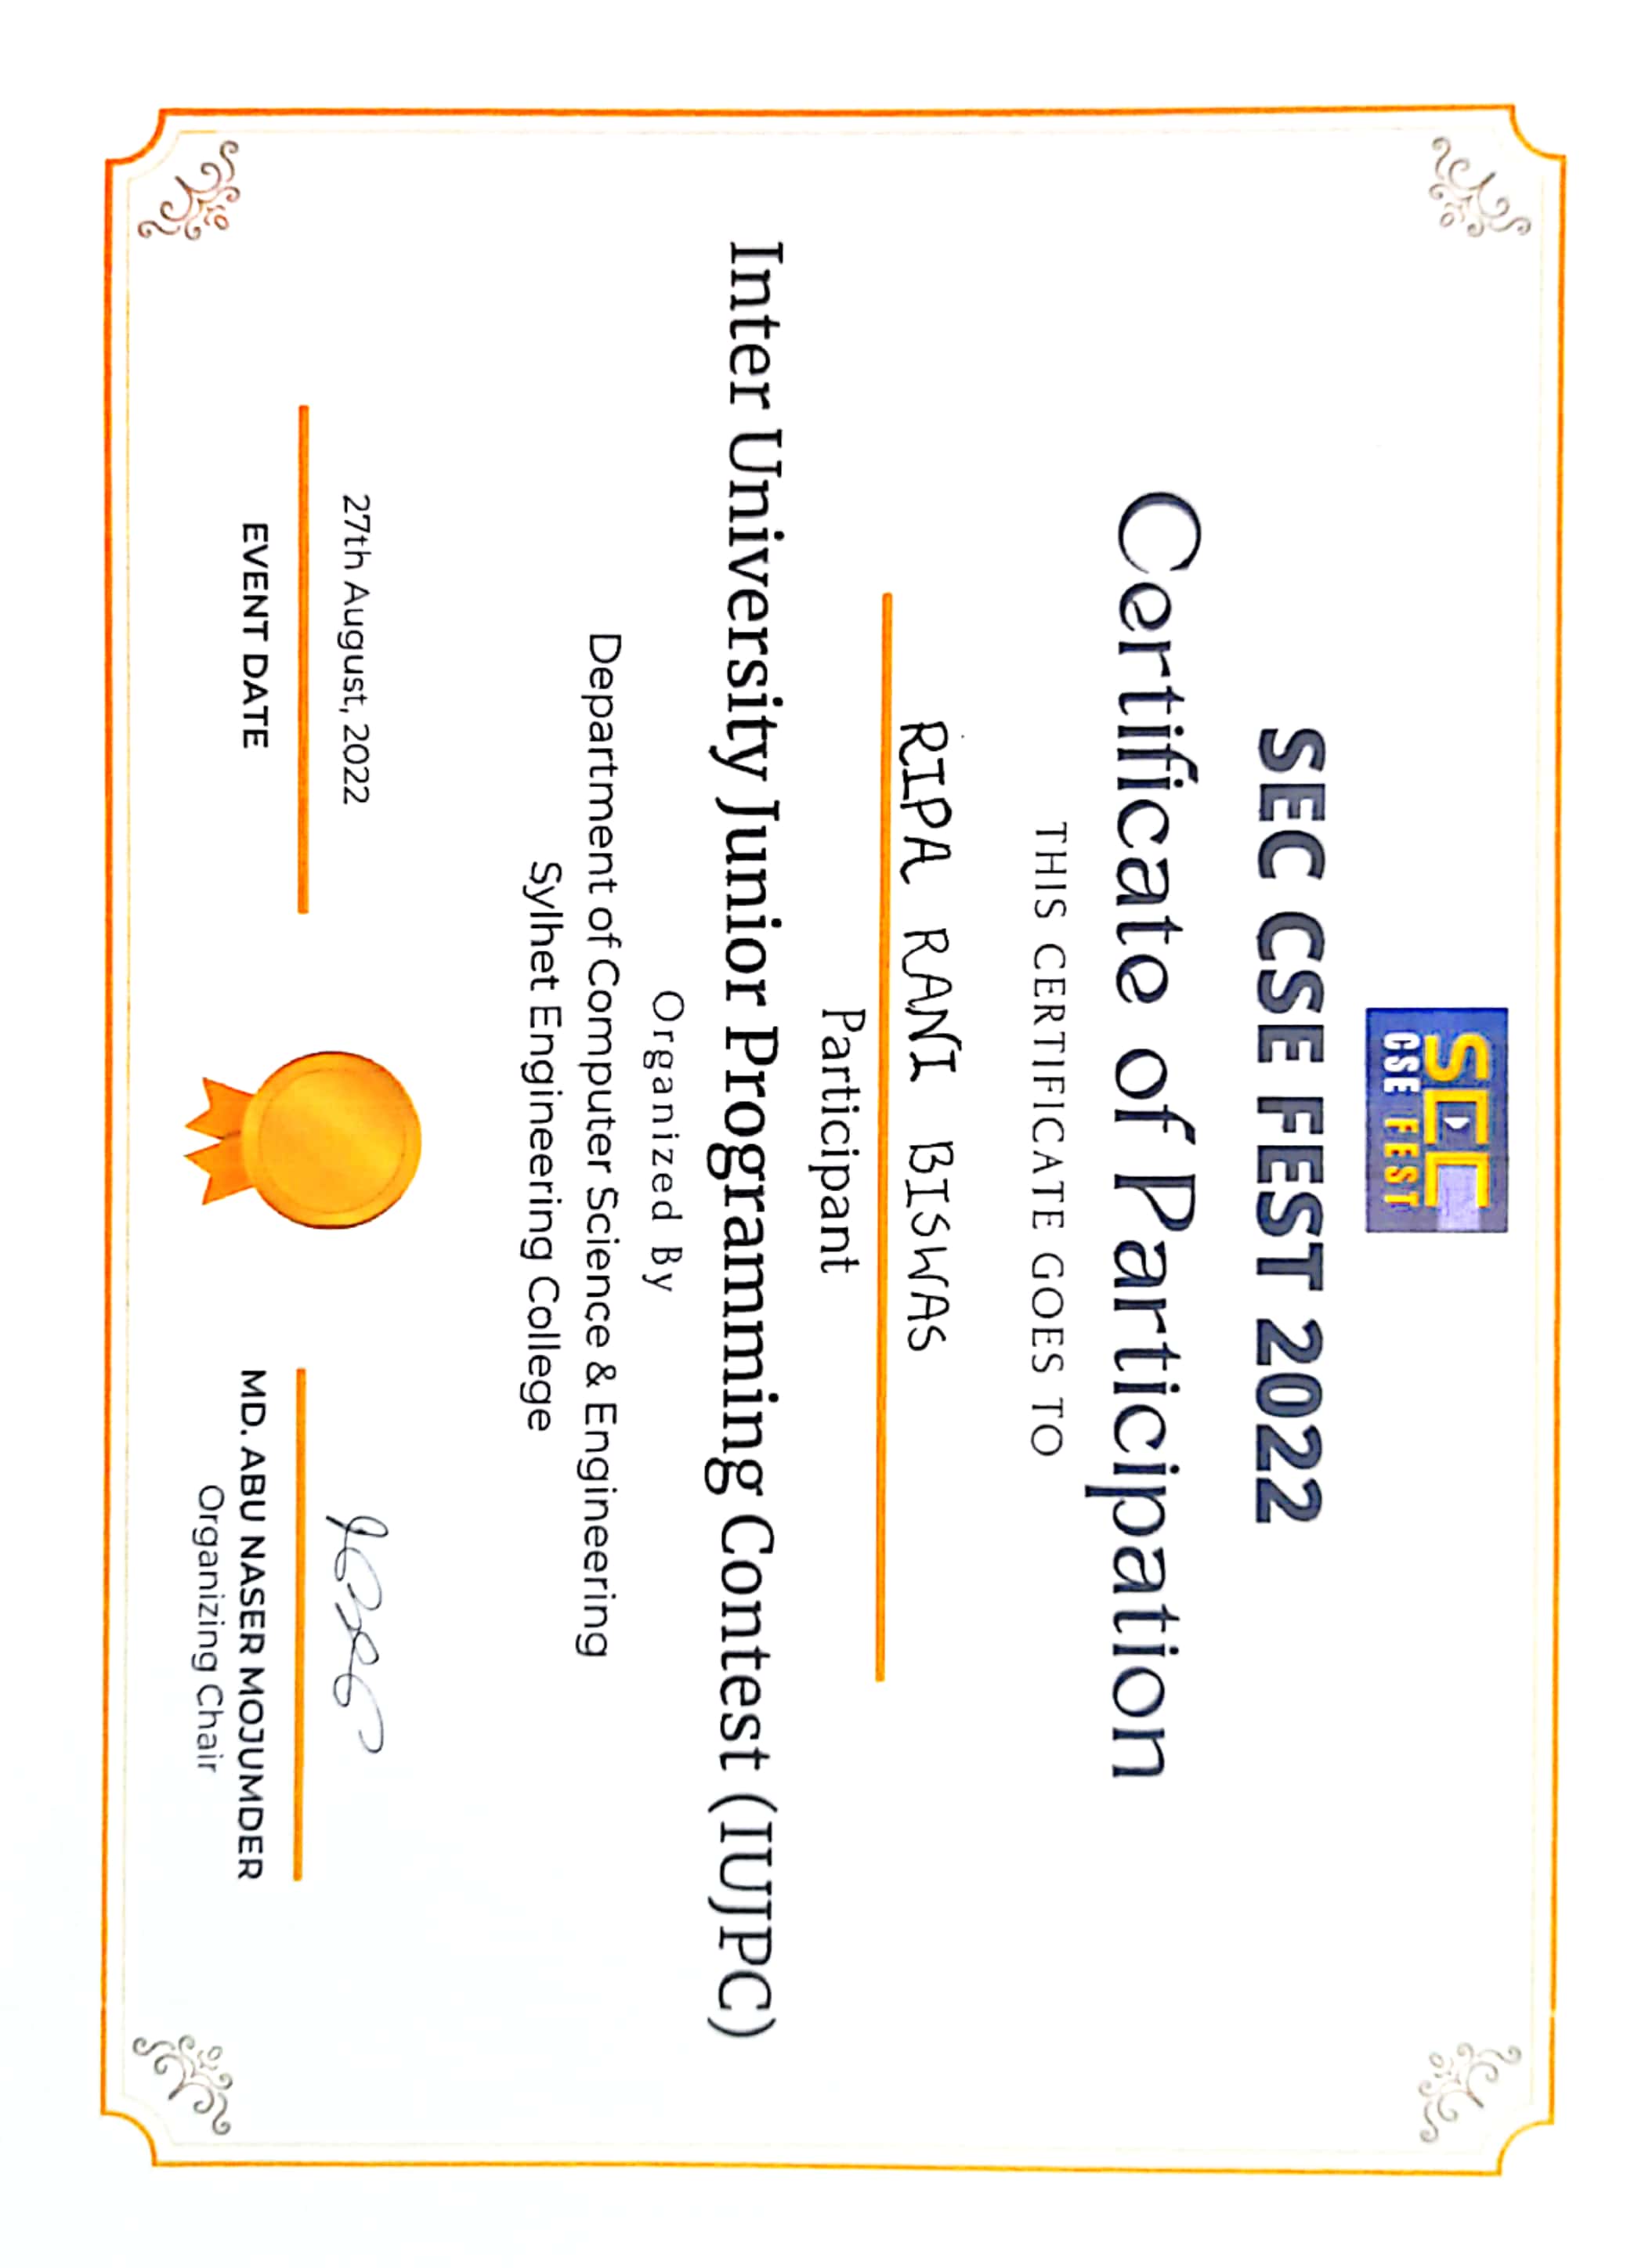 SEC
CSE FEST
SEC CSE FEST 2022
Certificate of Participation
THIS CERTIFICATE GOES TO
RIPA RANI BISWAS
Participant
Inter University Junior Programming Contest (IUJPC)
Organized By
Department of Computer Science & Engineering
Sylhet Engineering College
27th August, 2022
EVENT DATE
MD. ABU NASER MOJUMDER
Organizing Chair